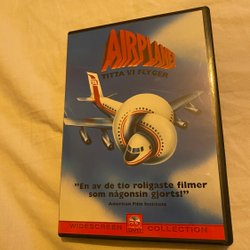 AIRPLANE!
TITTA VI FLYGER
"En av de tio roligaste filmer
som någonsin gjorts!"
American Film Institute
WIDESCREEN COLLECTION